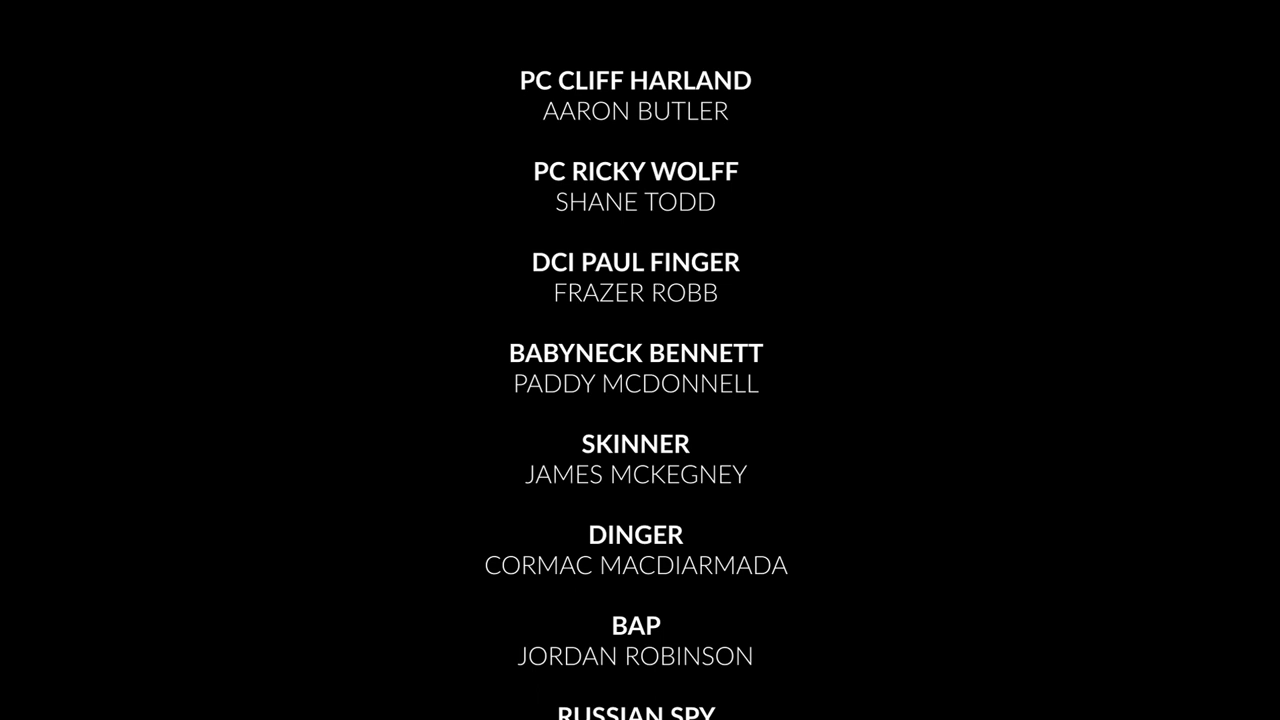 PC CLIFF HARLAND
AARON BUTLER
PC RICKY WOLFF
SHANE TODD
DCI PAUL FINGER
FRAZER ROBB
BABYNECK BENNETT
PADDY MCDONNELL
SKINNER
JAMES MCKEGNEY
DINGER
CORMAC MACDIARMADA
BAP
JORDAN ROBINSON
RUSSIAN SPY